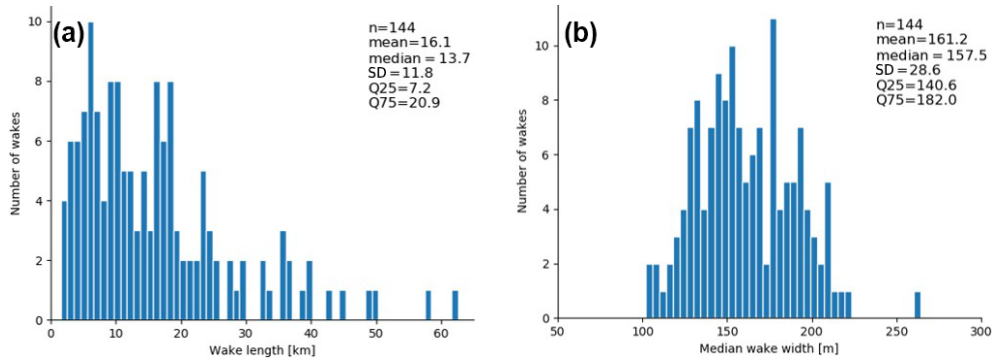 (a)
n=144
mean=16.1
median = 13.7
SD = 11.8
Q25=7.2
Q75=20.9
10
8
6
4
2
0
Number of wakes
0 10 20 30 40 50 60
Wake length [km]
(b)
n=144
mean=161.2
median = 157.5
SD = 28.6
Q25=140.6
Q75=182.0
10
8
6
4
2
0
Number of wakes
50 100 150 200 250 300
Median wake width [m]